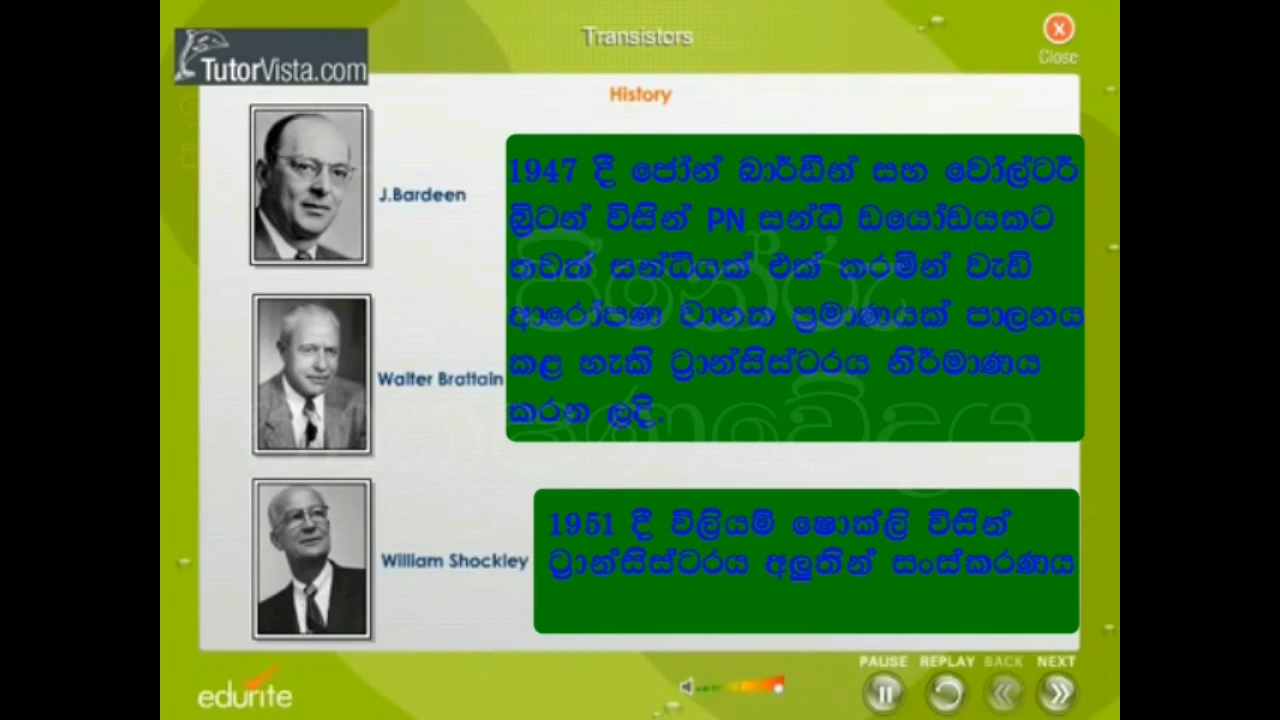 Transistors
Close
TutorVista.com
History
J.Bardeen
1947 දී ජෝන් බාර්ඩීන් සහ වෝල්ටර්
බ්‍රිටන් විසින් PN සන්ධි ඩයෝඩයකට
තවත් සන්ධියක් එක් කරමින් වැඩි
ආරෝපණ වාහක ප්‍රමාණයක් පාලනය
කළ හැකි ට්‍රාන්සිස්ටරය නිර්මාණය
කරන ලදි.
Walter Brattain
William Shockley
1951 දී විලියම් ෂොක්ලි විසින්
ට්‍රාන්සිස්ටරය අලුතින් සංස්කරණය
PAUSE REPLAY BACK NEXT
edurite